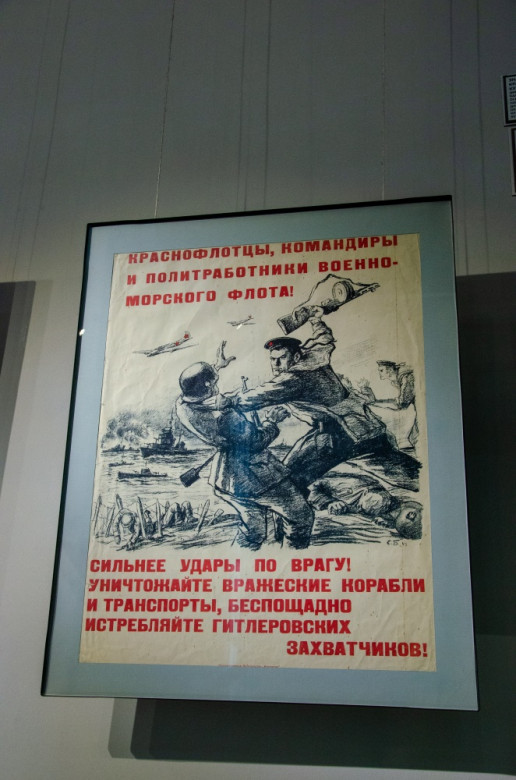 КРАСНОФЛОТЦЫ, КОМАНДИРЫ
И ПОЛИТРАБОТНИКИ ВОЕННО-
МОРСКОГО ФЛОТА!
СИЛЬНЕЕ УДАРЫ ПО ВРАГУ!
УНИЧТОЖАЙТЕ ВРАЖЕСКИЕ КОРАБЛИ
И ТРАНСПОРТЫ, БЕСПОЩАДНО
ИСТРЕБЛЯЙТЕ ГИТЛЕРОВСКИХ
ЗАХВАТЧИКОВ!